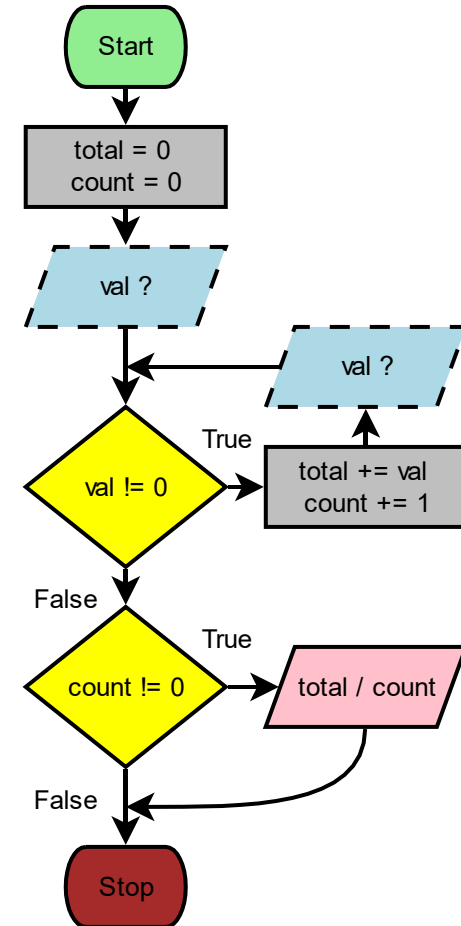 Start
total = 0
count = 0
val ?
val ?
True
val != 0
total += val
count += 1
False
True
count != 0
total / count
False
Stop